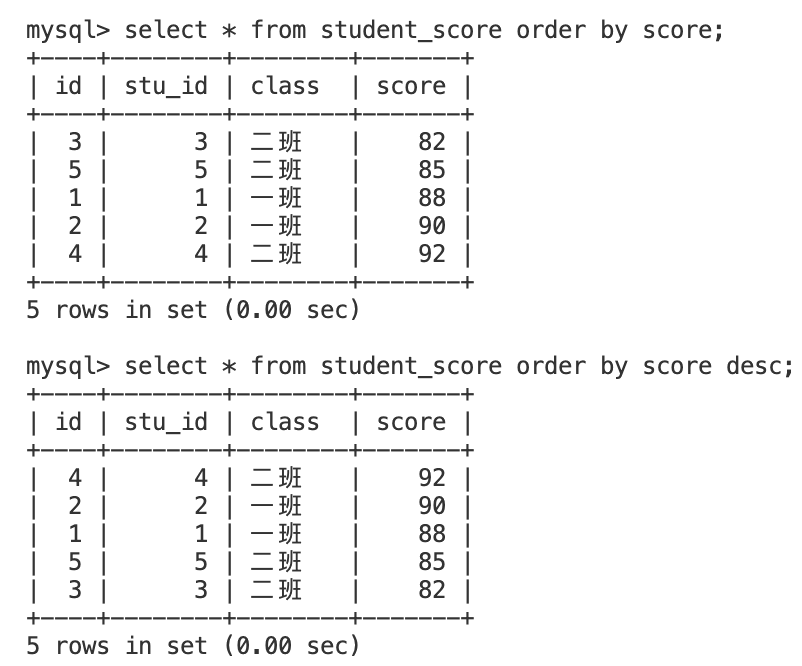 mysql> select * from student_score order by score;
+----+--------+--------+-------+
| id | stu_id | class  | score |
+----+--------+--------+-------+
|  3 |      3 | 二班   |    82 |
|  5 |      5 | 二班   |    85 |
|  1 |      1 | 一班   |    88 |
|  2 |      2 | 一班   |    90 |
|  4 |      4 | 二班   |    92 |
+----+--------+--------+-------+
5 rows in set (0.00 sec)
mysql> select * from student_score order by score desc;
+----+--------+--------+-------+
| id | stu_id | class  | score |
+----+--------+--------+-------+
|  4 |      4 | 二班   |    92 |
|  2 |      2 | 一班   |    90 |
|  1 |      1 | 一班   |    88 |
|  5 |      5 | 二班   |    85 |
|  3 |      3 | 二班   |    82 |
+----+--------+--------+-------+
5 rows in set (0.00 sec)